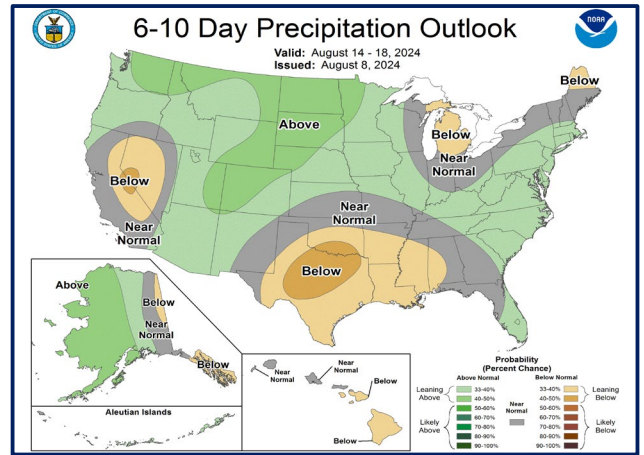 6-10 Day Precipitation Outlook
Valid: August 14 - 18, 2024
Issued: August 8, 2024
NOAA
Above
Below
Near
Normal
Below
Near
Normal
Below
Near
Normal
Below
Above
Below
Near
Normal
Below
Aleutian Islands
Near
Normal
Near
Normal
Below
Below
Probability
(Percent Chance)
Above Normal
Below Normal
Leaning
Above
33-40%
40-50%
Likely
Above
50-60%
60-70%
70-80%
80-90%
90-100%
Near
Normal
33-40%
40-50%
Leaning
Below
50-60%
60-70%
70-80%
80-90%
90-100%
Likely
Below